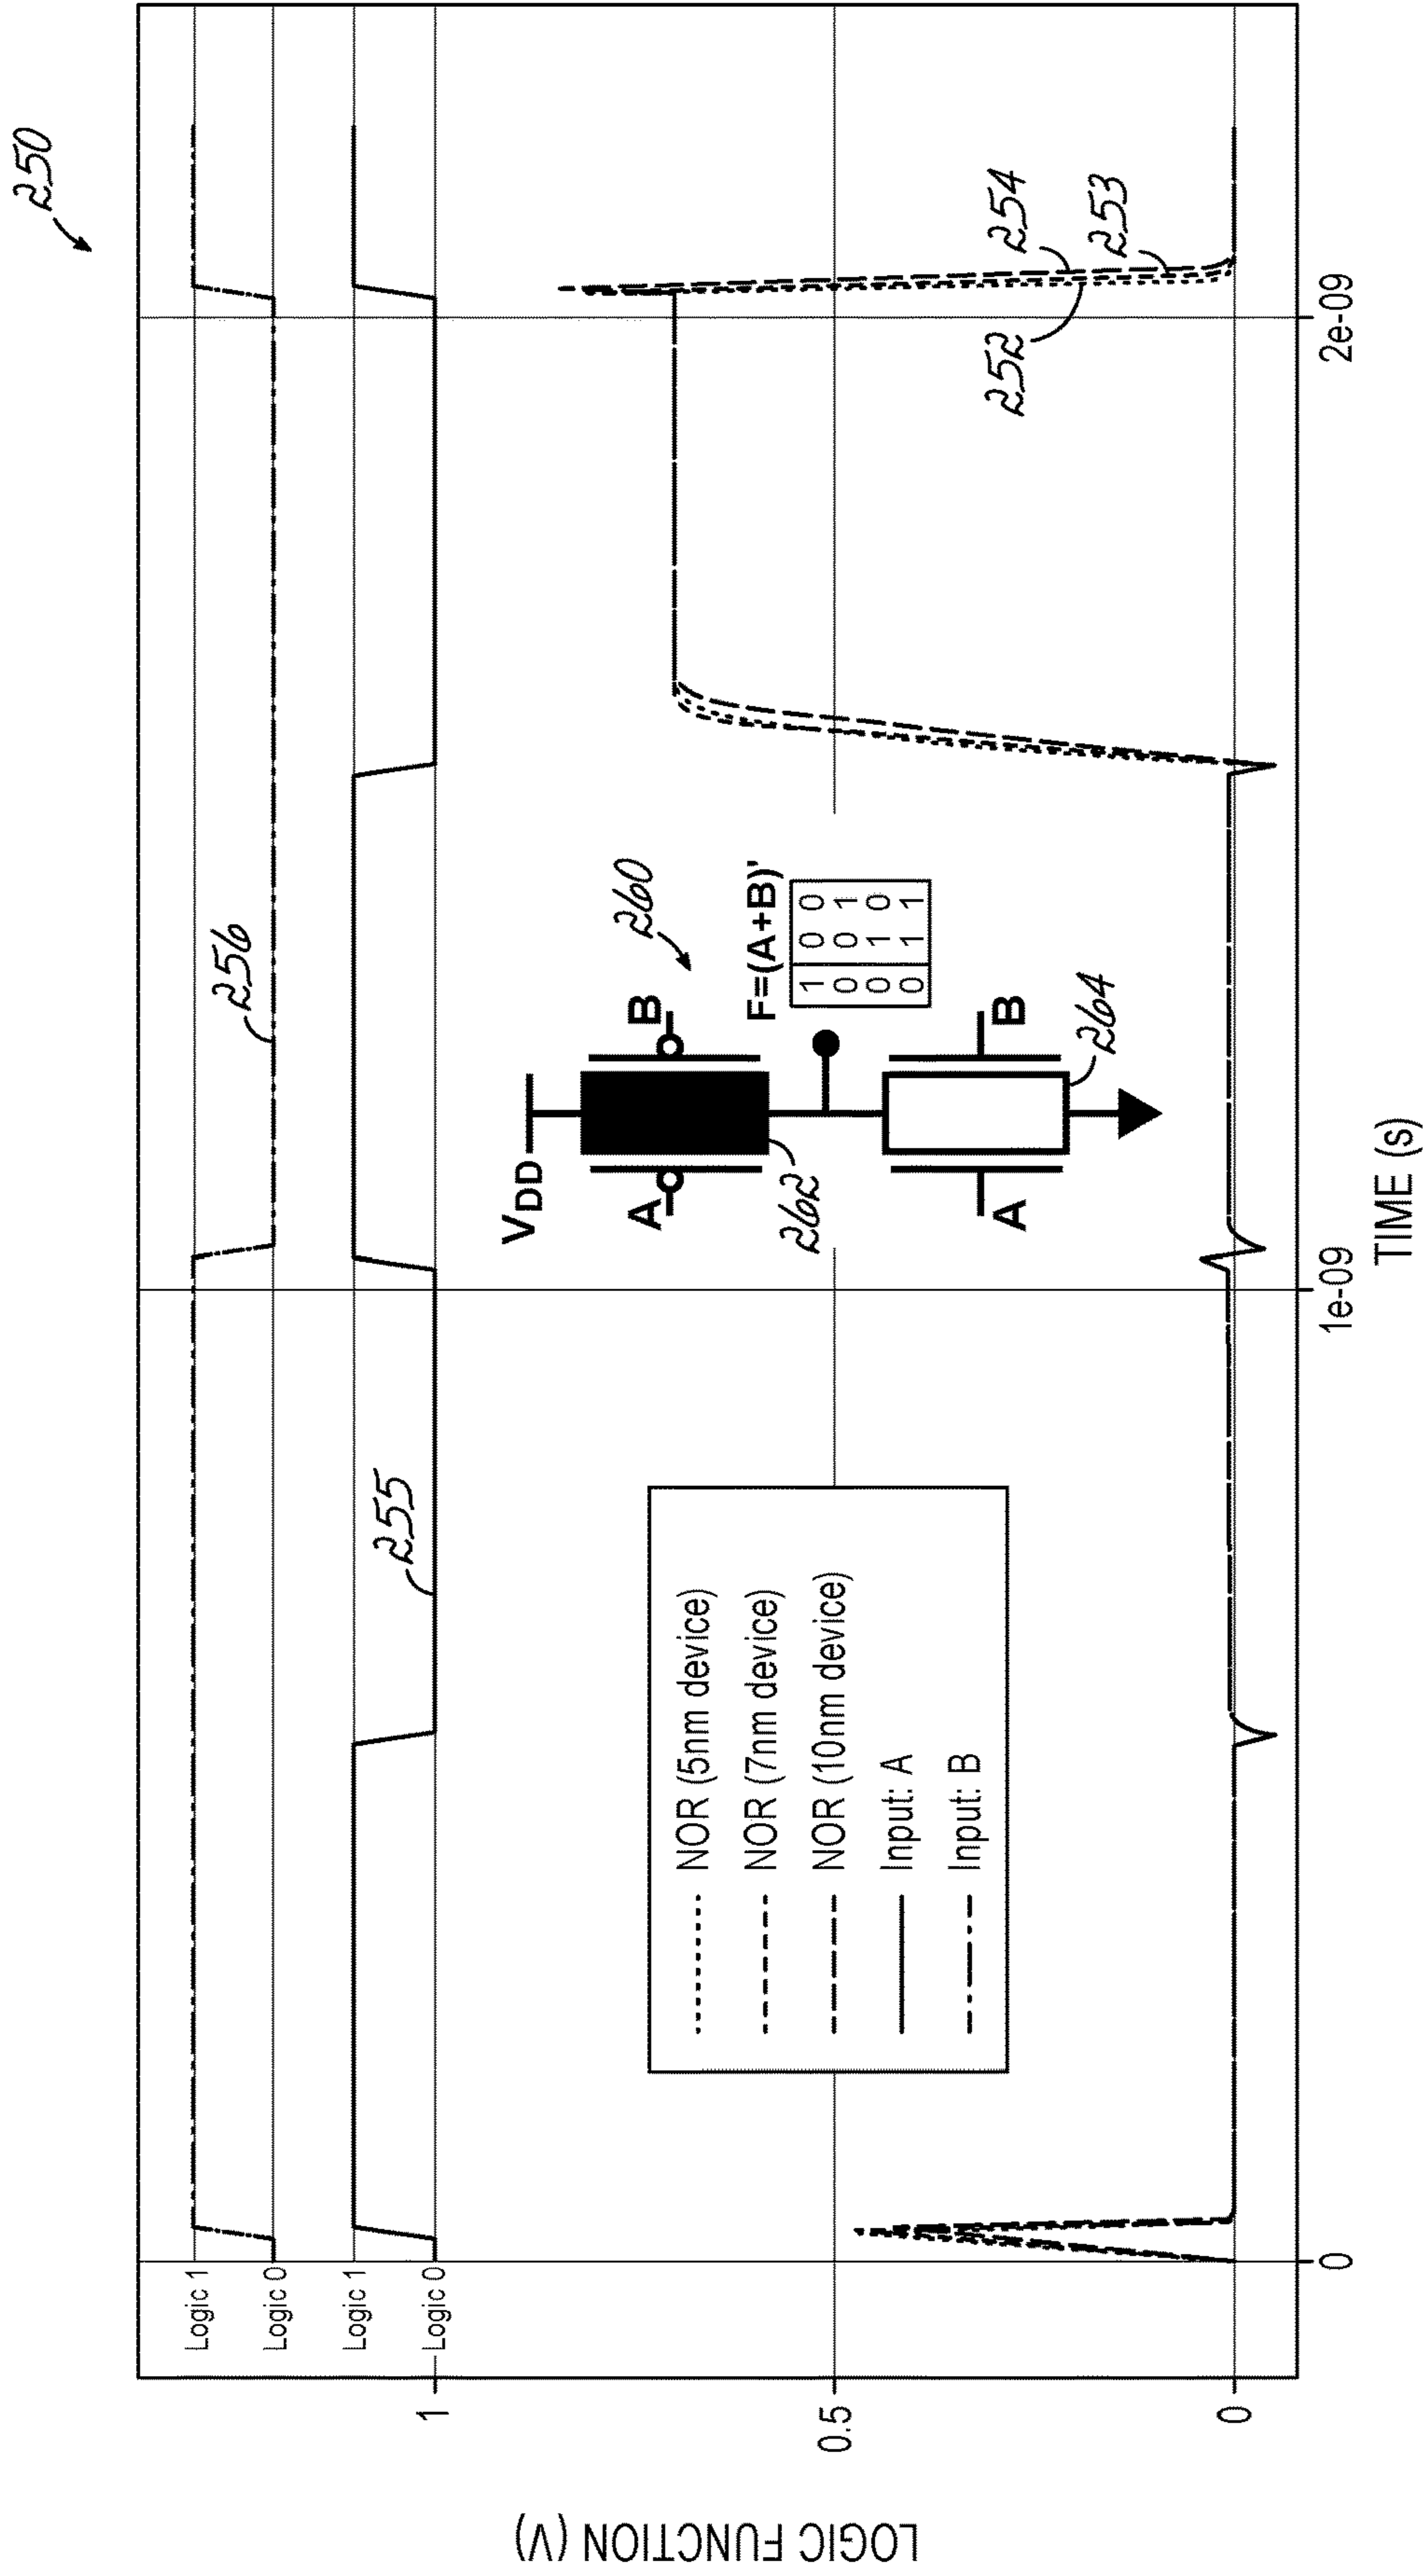 250
Logic 1
Logic 0
256
Logic 1
Logic 0
255
1
0.5
0
LOGIC FUNCTION (V)
NOR (5nm device)
NOR (7nm device)
NOR (10nm device)
Input: A
Input: B
VDD
A B
260
262
F=(A+B)'
1 0 0
0 0 1
0 1 0
0 1 1
A B
264
252
254
253
0 1e-09 2e-09
TIME (s)